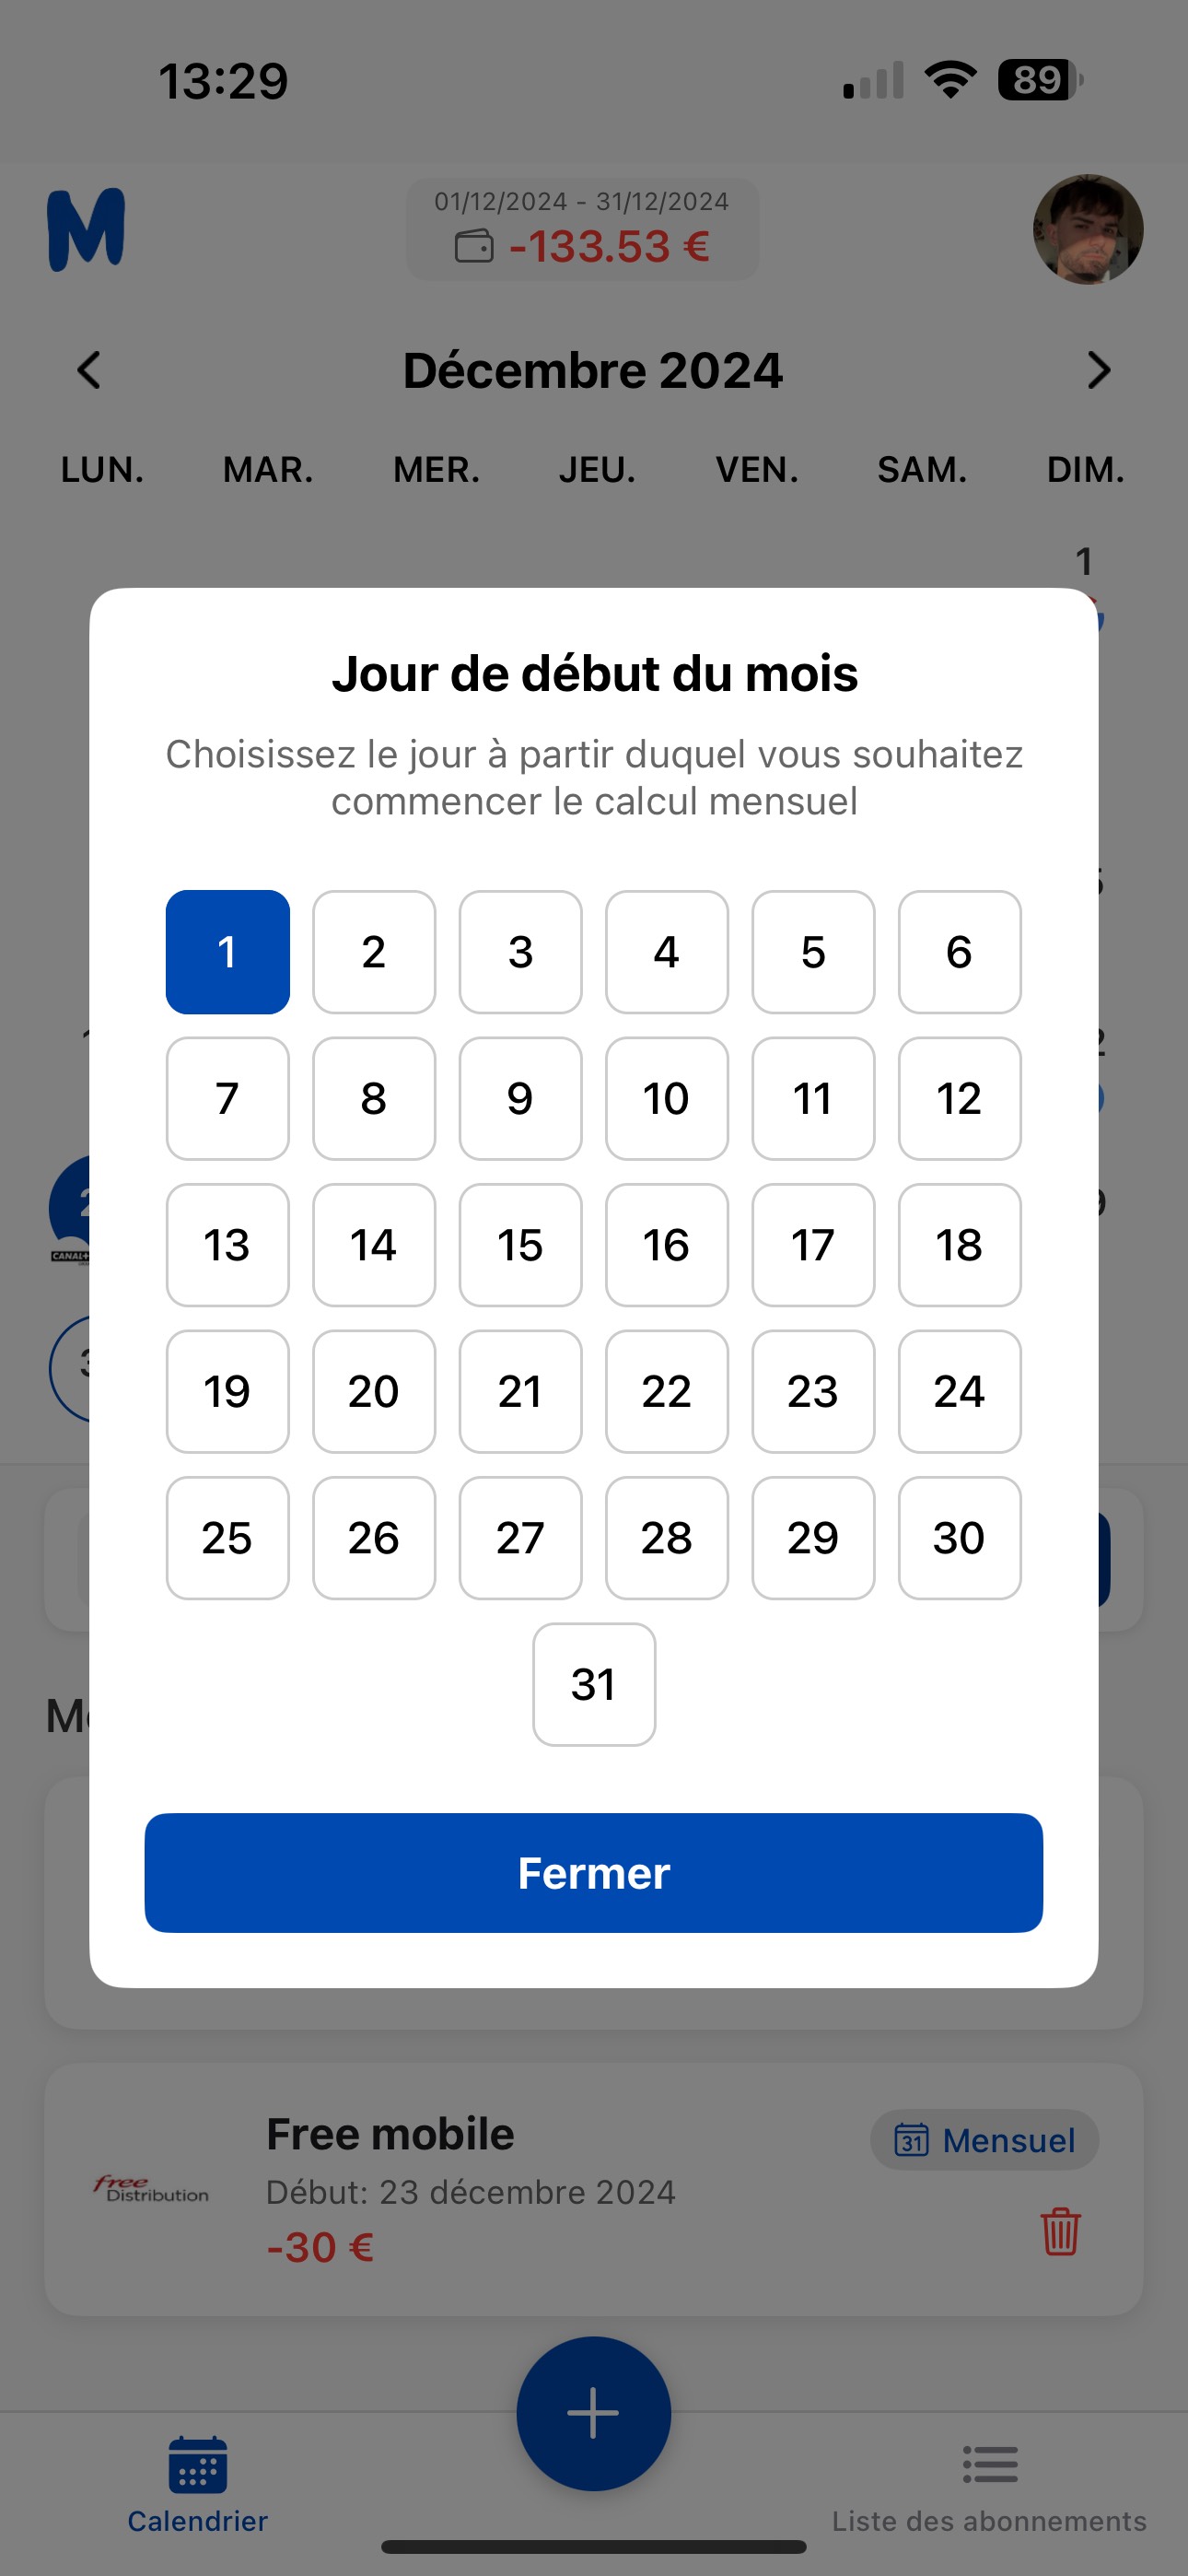 13:29
89
M
01/12/2024 - 31/12/2024
-133.53 €
Décembre 2024
LUN. MAR. MER. JEU. VEN. SAM. DIM.
1
Jour de début du mois
Choisissez le jour à partir duquel vous souhaitez
commencer le calcul mensuel
1 2 3 4 5 6
7 8 9 10 11 12
13 14 15 16 17 18
CANAL+
19 20 21 22 23 24
25 26 27 28 29 30
31
Fermer
Free mobile
31 Mensuel
free
Distribution
Début: 23 décembre 2024
-30 €
Calendrier
Liste des abonnements